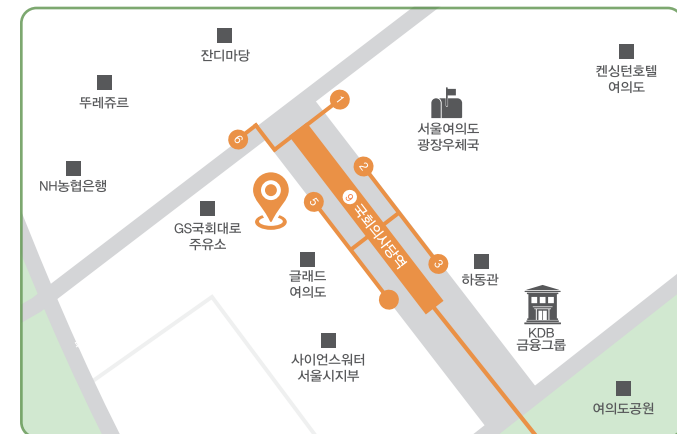 잔디마당
켄싱턴호텔
여의도
뚜레쥬르
1
서울여의도
광장우체국
6
2
NH농협은행
5
9 국회의사당역
GS국회대로
주유소
3
글래드
여의도
하동관
KDB
금융그룹
사이언스워터
서울시지부
여의도공원